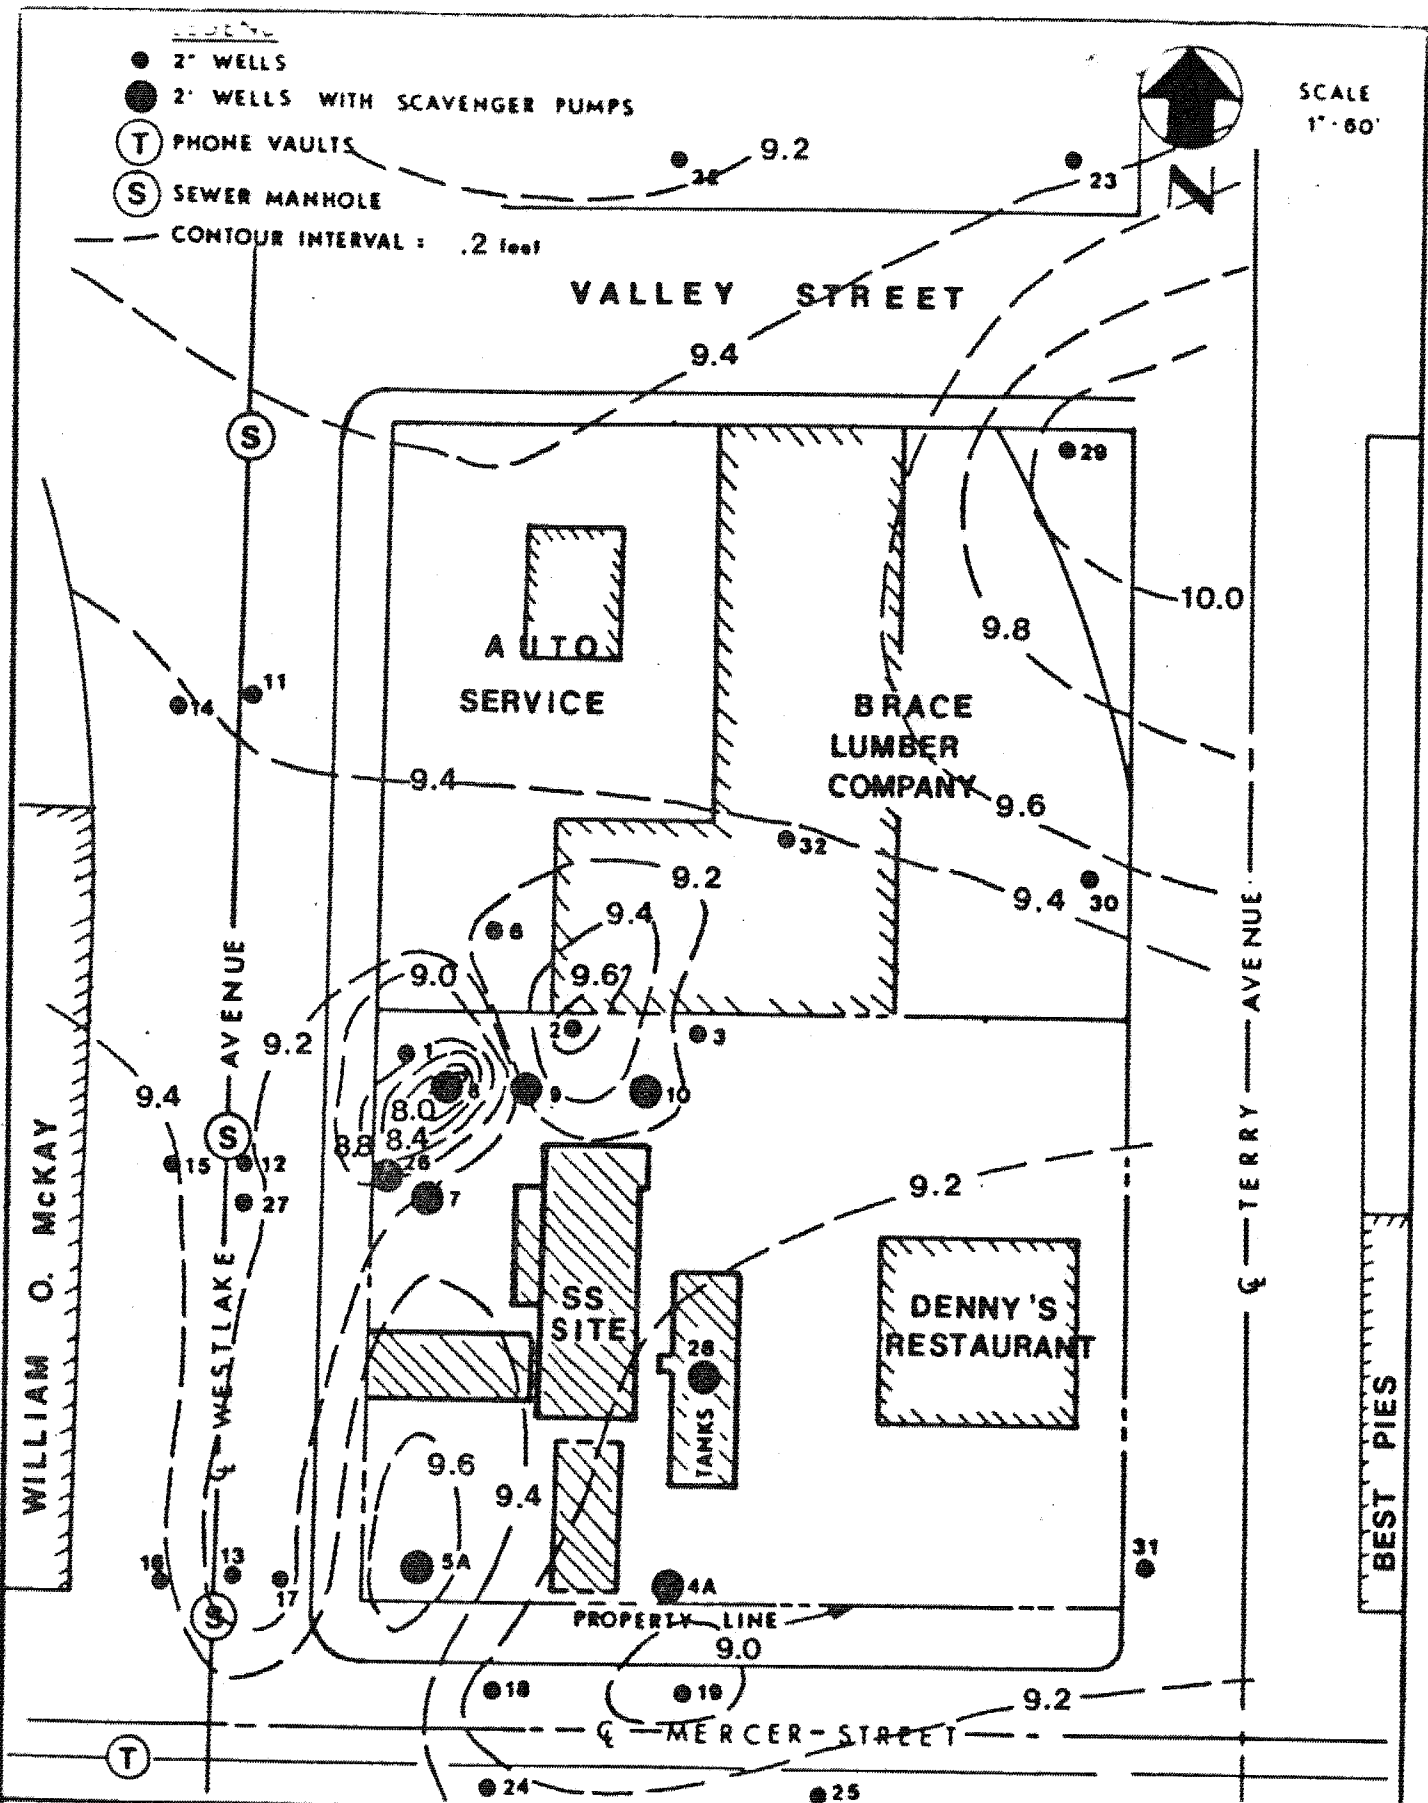 LEGEND
2" WELLS
2' WELLS WITH SCAVENGER PUMPS
T PHONE VAULTS
S SEWER MANHOLE
CONTOUR INTERVAL : .2 feet
N
SCALE
1"-60'
9.2
23
VALLEY STREET
9.4
S
29
10.0
9.8
AUTO
SERVICE
11
14
BRACE
LUMBER
COMPANY
9.4
9.6
32
9.2
9.4
30
9.4
6
9.0
9.6
2
3
9.2
1
8
9
10
9.4
8.0
8.8
8.4
S
15
12
26
27
7
9.2
WILLIAM O. McKAY
℄ WESTLAKE AVENUE
℄ TERRY AVENUE
SS
SITE
DENNY'S
RESTAURANT
28
TANKS
BEST PIES
9.6
9.4
16
13
17
5A
4A
31
S
PROPERTY LINE
9.0
18
19
9.2
℄ MERCER STREET
T
24
25